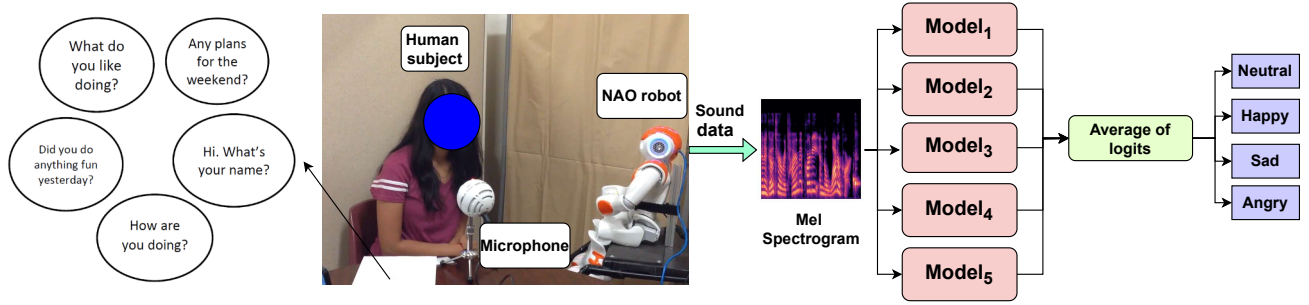 What do
you like
doing?
Any plans
for the
weekend?
Did you do
anything fun
yesterday?
Hi. What's
your name?
How are
you doing?
Human
subject
NAO robot
Microphone
Sound
data
Mel
Spectrogram
Model1
Model2
Model3
Model4
Model5
Average of
logits
Neutral
Happy
Sad
Angry